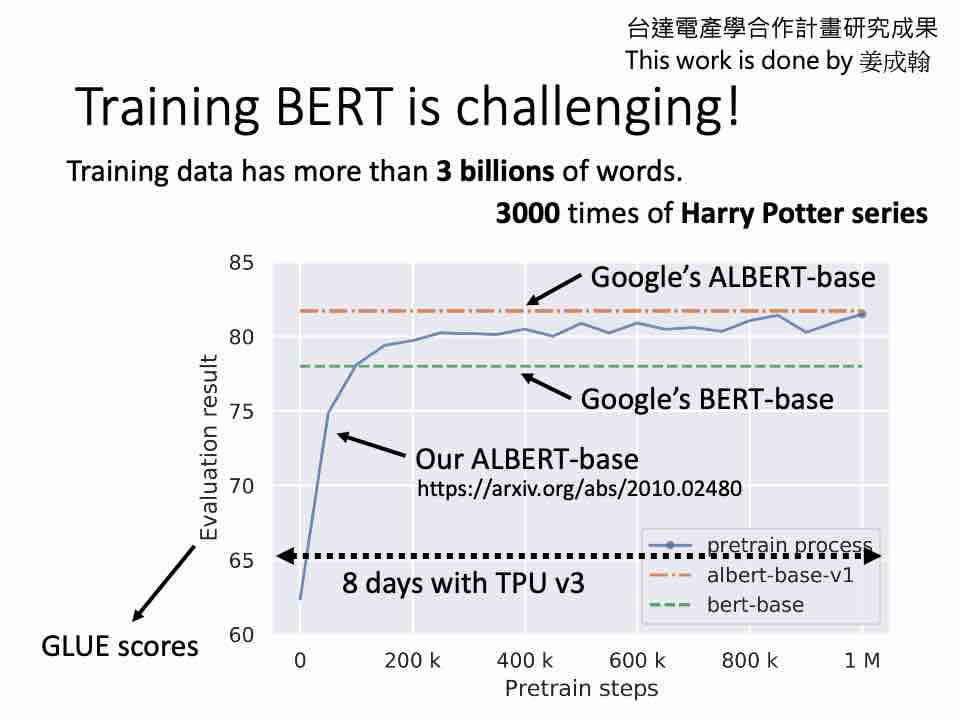 台達電產學合作計畫研究成果
This work is done by 姜成翰
Training BERT is challenging!
Training data has more than 3 billions of words.
3000 times of Harry Potter series
85
80
75
70
65
60
Evaluation result
Google's ALBERT-base
Google's BERT-base
Our ALBERT-base
https://arxiv.org/abs/2010.02480
pretrain process
albert-base-v1
bert-base
8 days with TPU v3
GLUE scores
0 200 k 400 k 600 k 800 k 1 M
Pretrain steps